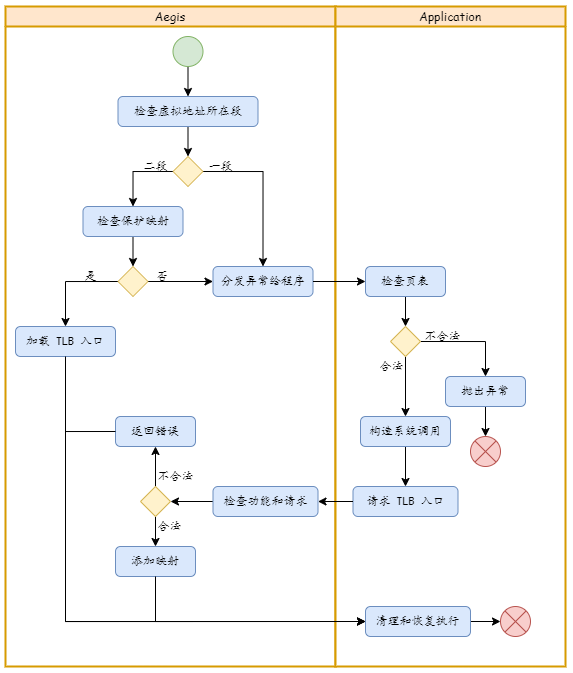 Aegis
Application
检查虚拟地址所在段
二段
一段
检查保护映射
是
否
分发异常给程序
检查页表
不合法
合法
加载 TLB 入口
抛出异常
返回错误
构造系统调用
不合法
检查功能和请求
请求 TLB 入口
合法
添加映射
清理和恢复执行